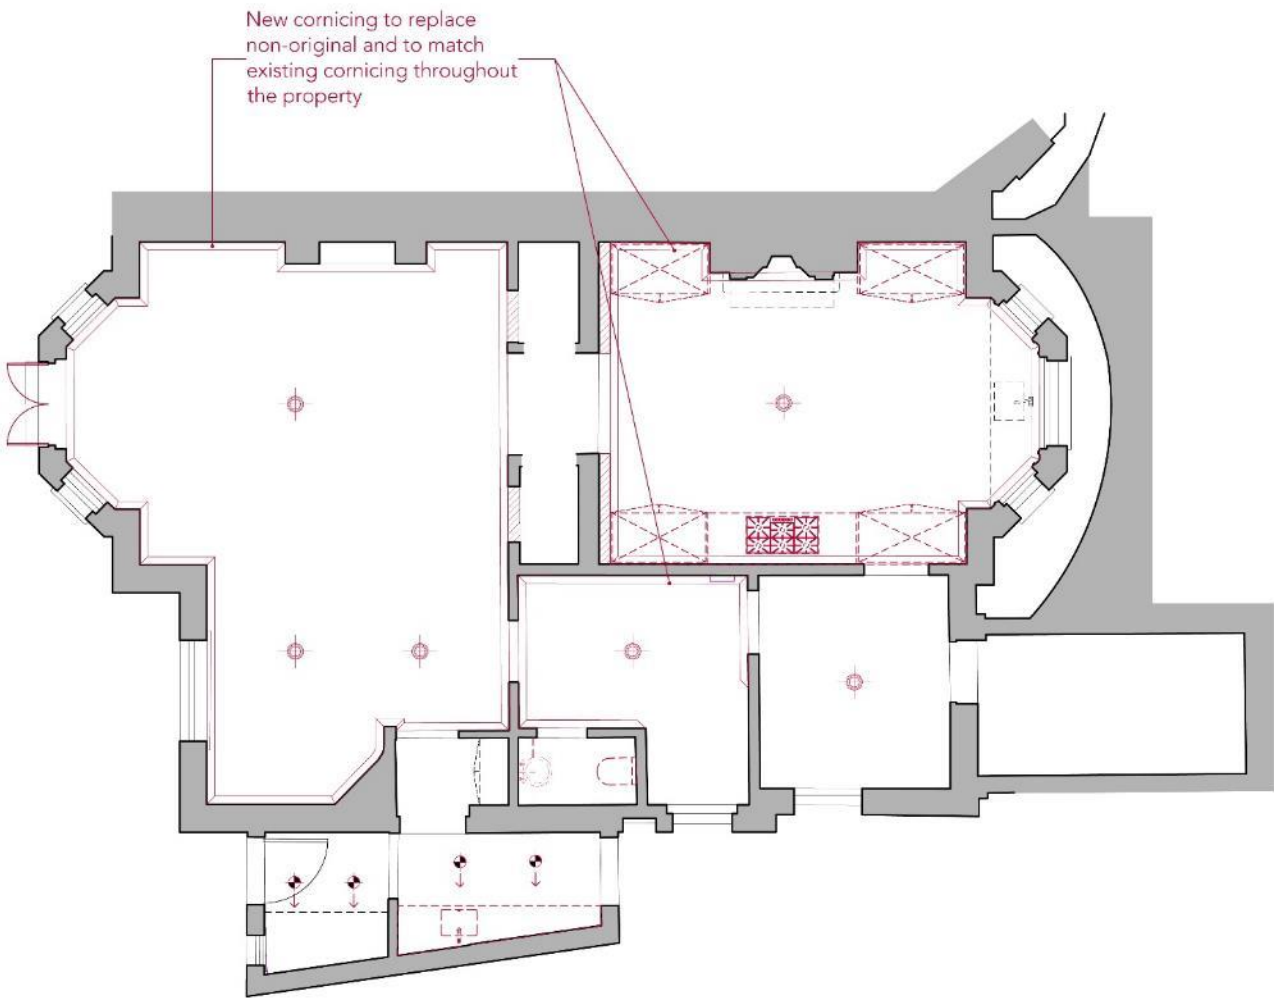 New cornicing to replace
non-original and to match
existing cornicing throughout
the property